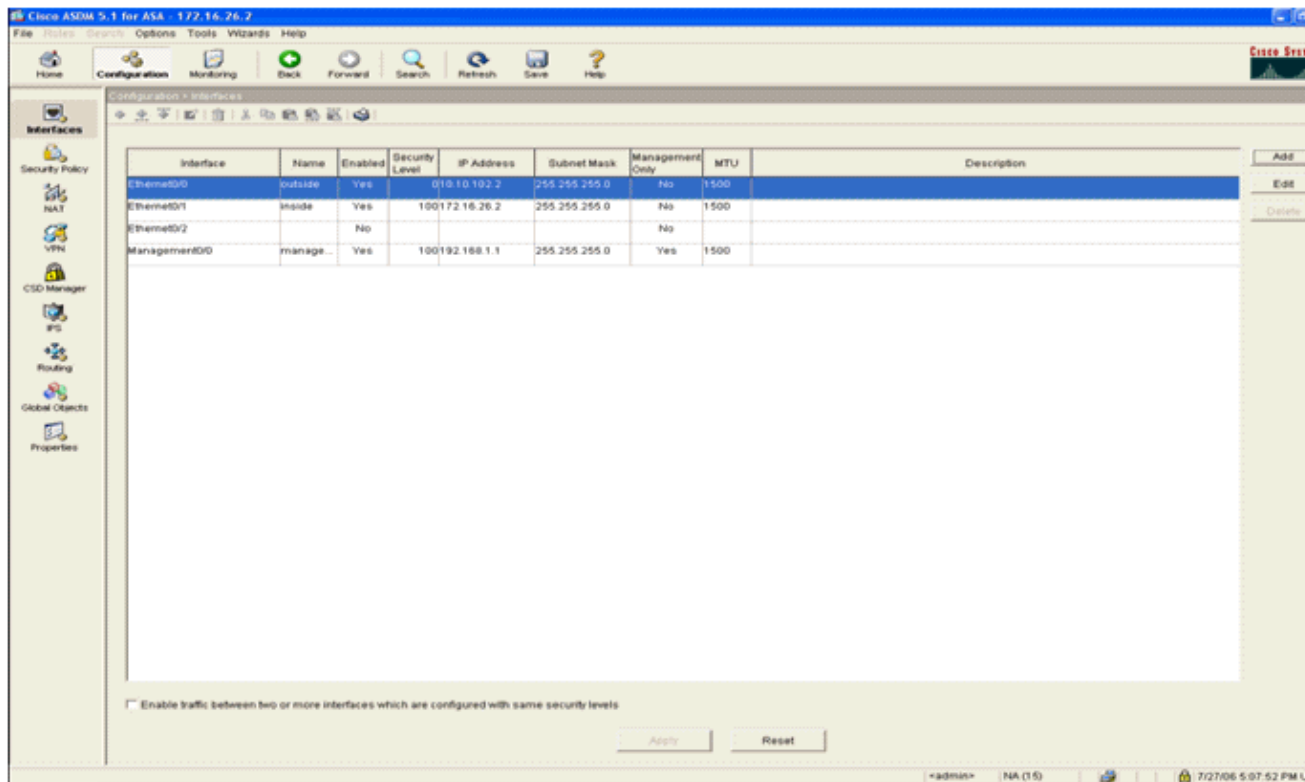 Cisco ASDM 5.1 for ASA - 172.16.26.2
File Rules Search Options Tools Wizards Help
Home Configuration Monitoring Back Forward Search Refresh Save Help
Configuration > Interfaces
Interfaces
Security Policy
NAT
VPN
CSD Manager
IPS
Routing
Global Objects
Properties
Interface Name Enabled Security Level IP Address Subnet Mask Management Only MTU Description
Ethernet0/0 outside Yes 0 10.10.102.2 255.255.255.0 No 1500
Ethernet0/1 inside Yes 100 172.16.26.2 255.255.255.0 No 1500
Ethernet0/2 No No
Management0/0 manage... Yes 100 192.168.1.1 255.255.255.0 Yes 1500
Add
Edit
Delete
Enable traffic between two or more interfaces which are configured with same security levels
Apply Reset
<admin> NA (15) 7/27/06 5:07:52 PM